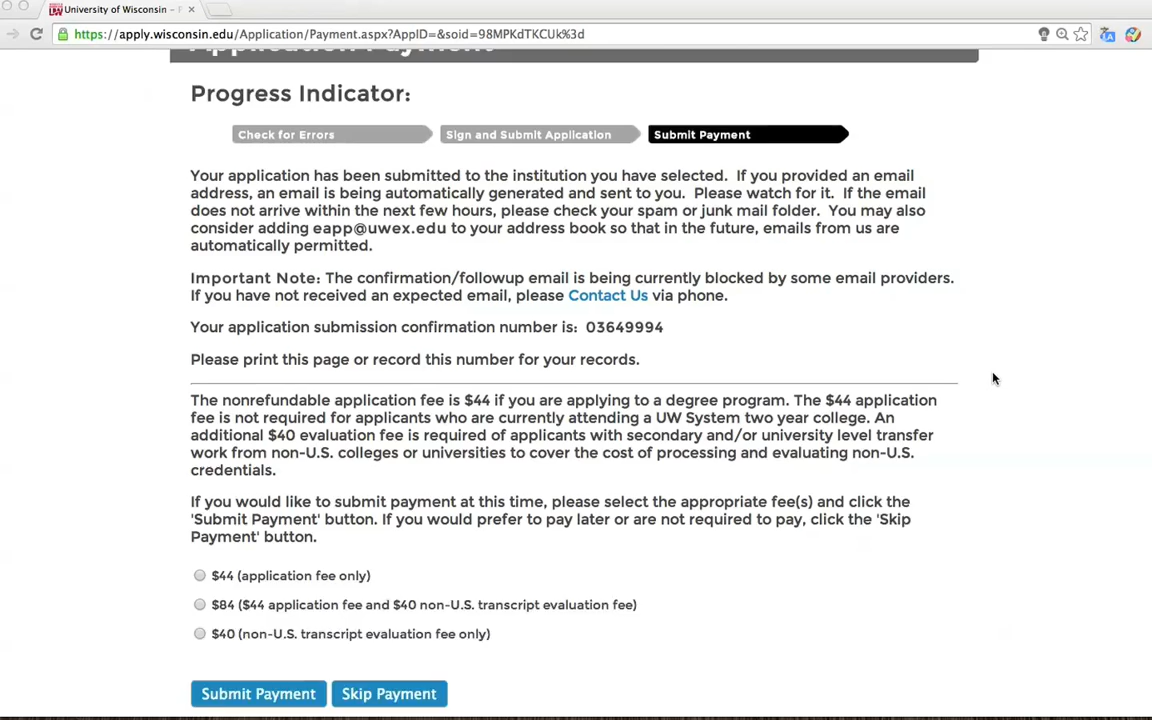 University of Wisconsin –
https://apply.wisconsin.edu/Application/Payment.aspx?AppID=&soid=98MPKdTKCUk%3d
Application Payment
Progress Indicator:
Check for Errors
Sign and Submit Application
Submit Payment
Your application has been submitted to the institution you have selected. If you provided an email
address, an email is being automatically generated and sent to you. Please watch for it. If the email
does not arrive within the next few hours, please check your spam or junk mail folder. You may also
consider adding eapp@uwex.edu to your address book so that in the future, emails from us are
automatically permitted.
Important Note: The confirmation/followup email is being currently blocked by some email providers.
If you have not received an expected email, please Contact Us via phone.
Your application submission confirmation number is: 03649994
Please print this page or record this number for your records.
The nonrefundable application fee is $44 if you are applying to a degree program. The $44 application
fee is not required for applicants who are currently attending a UW System two year college. An
additional $40 evaluation fee is required of applicants with secondary and/or university level transfer
work from non-U.S. colleges or universities to cover the cost of processing and evaluating non-U.S.
credentials.
If you would like to submit payment at this time, please select the appropriate fee(s) and click the
'Submit Payment' button. If you would prefer to pay later or are not required to pay, click the 'Skip
Payment' button.
$44 (application fee only)
$84 ($44 application fee and $40 non-U.S. transcript evaluation fee)
$40 (non-U.S. transcript evaluation fee only)
Submit Payment
Skip Payment